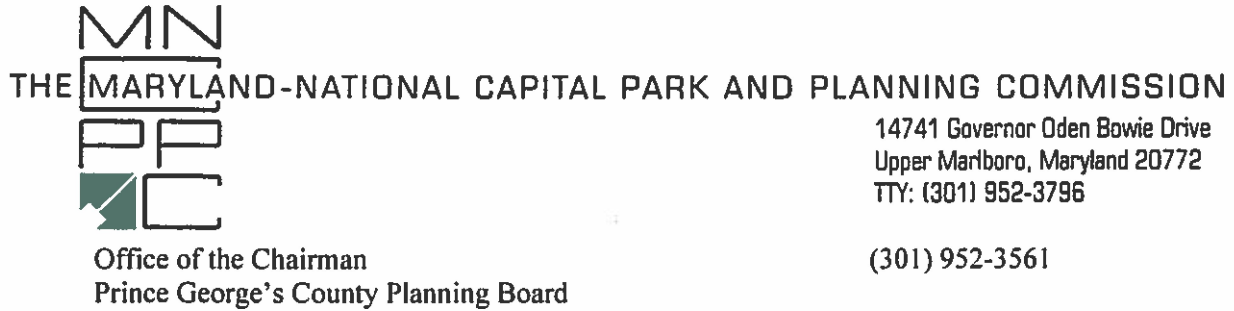 MN
THE MARYLAND-NATIONAL CAPITAL PARK AND PLANNING COMMISSION
PP
C
14741 Governor Oden Bowie Drive
Upper Marlboro, Maryland 20772
TTY: (301) 952-3796
Office of the Chairman
Prince George's County Planning Board
(301) 952-3561